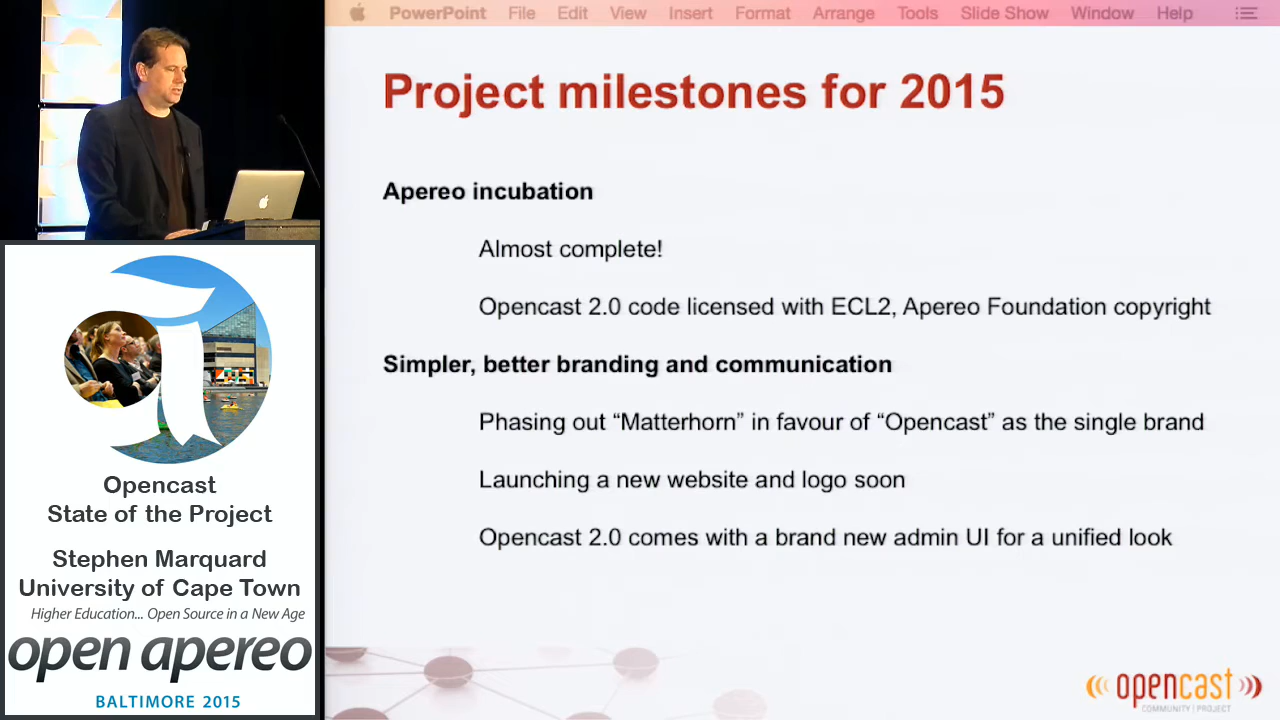 PowerPoint File Edit View Insert Format Arrange Tools Slide Show Window Help
Project milestones for 2015
Apereo incubation
Almost complete!
Opencast 2.0 code licensed with ECL2, Apereo Foundation copyright
Simpler, better branding and communication
Phasing out “Matterhorn” in favour of “Opencast” as the single brand
Launching a new website and logo soon
Opencast 2.0 comes with a brand new admin UI for a unified look
opencast
COMMUNITY | PROJECT
Opencast
State of the Project
Stephen Marquard
University of Cape Town
Higher Education... Open Source in a New Age
open apereo
BALTIMORE 2015